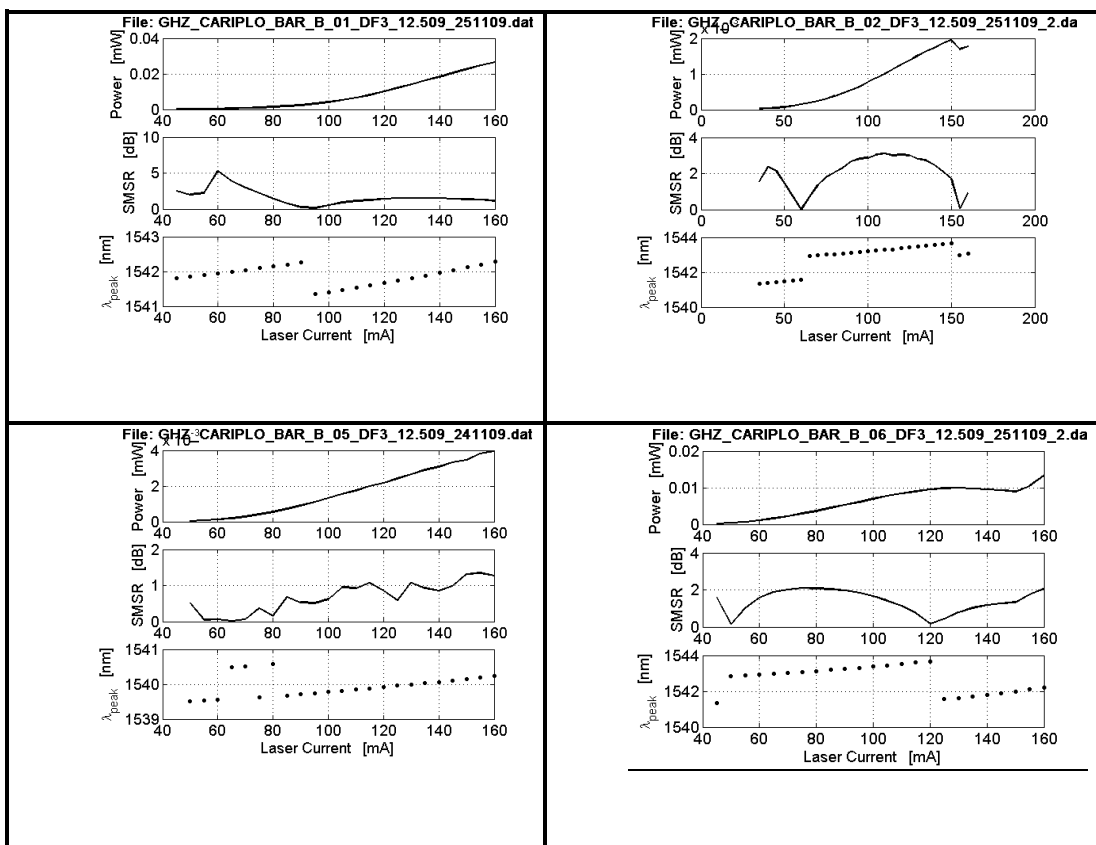 File: GHZ_CARIPLO_BAR_B_01_DF3_12.509_251109.dat
Power [mW]
0.04
0.02
0
40 60 80 100 120 140 160
SMSR [dB]
10
5
0
40 60 80 100 120 140 160
λpeak [nm]
1543
1542
1541
40 60 80 100 120 140 160
Laser Current [mA]
File: GHZ_CARIPLO_BAR_B_02_DF3_12.509_251109_2.da
x 10
Power [mW]
2
1
0
0 50 100 150 200
SMSR [dB]
4
2
0
0 50 100 150 200
λpeak [nm]
1544
1542
1540
0 50 100 150 200
Laser Current [mA]
File: GHZ_CARIPLO_BAR_B_05_DF3_12.509_241109.dat
x 10-3
Power [mW]
4
2
0
40 60 80 100 120 140 160
SMSR [dB]
2
1
0
40 60 80 100 120 140 160
λpeak [nm]
1541
1540
1539
40 60 80 100 120 140 160
Laser Current [mA]
File: GHZ_CARIPLO_BAR_B_06_DF3_12.509_251109_2.da
Power [mW]
0.02
0.01
0
40 60 80 100 120 140 160
SMSR [dB]
4
2
0
40 60 80 100 120 140 160
λpeak [nm]
1544
1542
1540
40 60 80 100 120 140 160
Laser Current [mA]